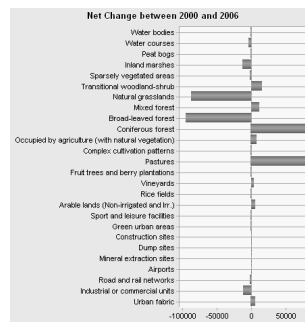 Net Change between 2000 and 2006
Water bodies
Water courses
Peat bogs
Inland marshes
Sparsely vegetated areas
Transitional woodland-shrub
Natural grasslands
Mixed forest
Broad-leaved forest
Coniferous forest
Occupied by agriculture (with natural vegetation)
Complex cultivation patterns
Pastures
Fruit trees and berry plantations
Vineyards
Rice fields
Arable lands (Non-irrigated and Irr.)
Sport and leisure facilities
Green urban areas
Construction sites
Dump sites
Mineral extraction sites
Airports
Road and rail networks
Industrial or commercial units
Urban fabric
-100000 -50000 0 50000